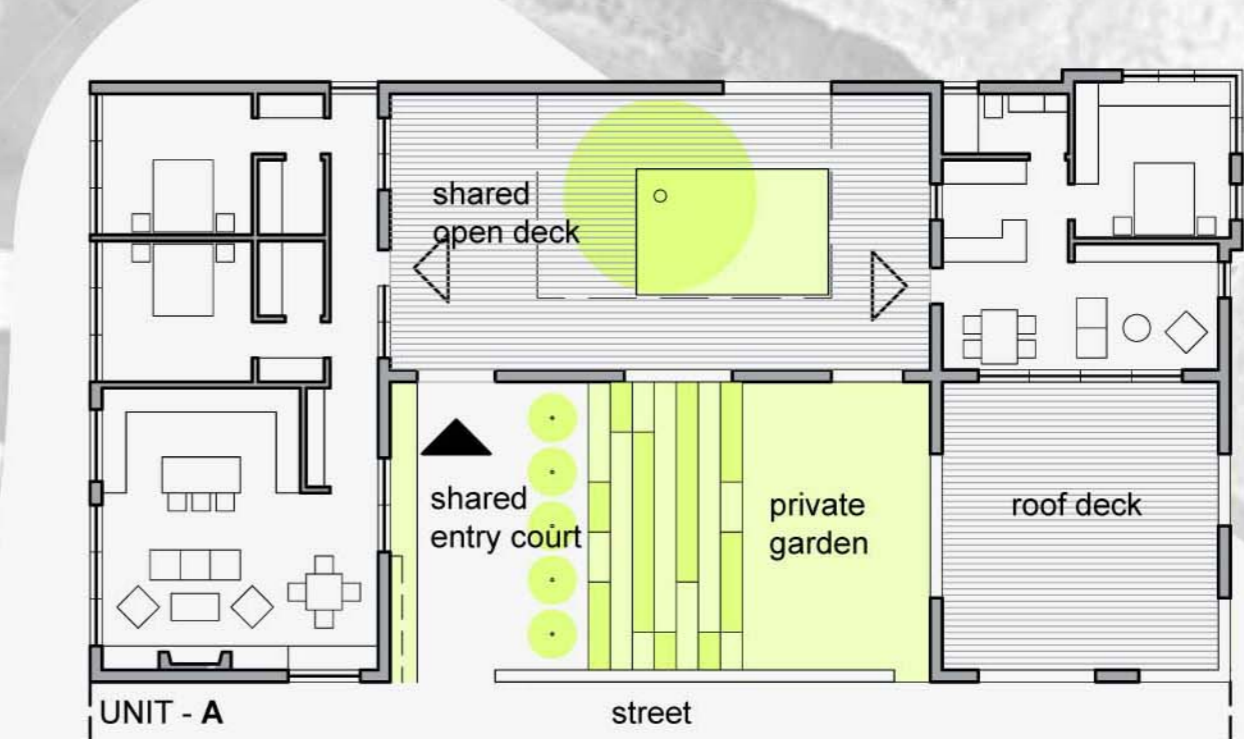 shared
open deck
shared
entry court
private
garden
roof deck
UNIT - A
street